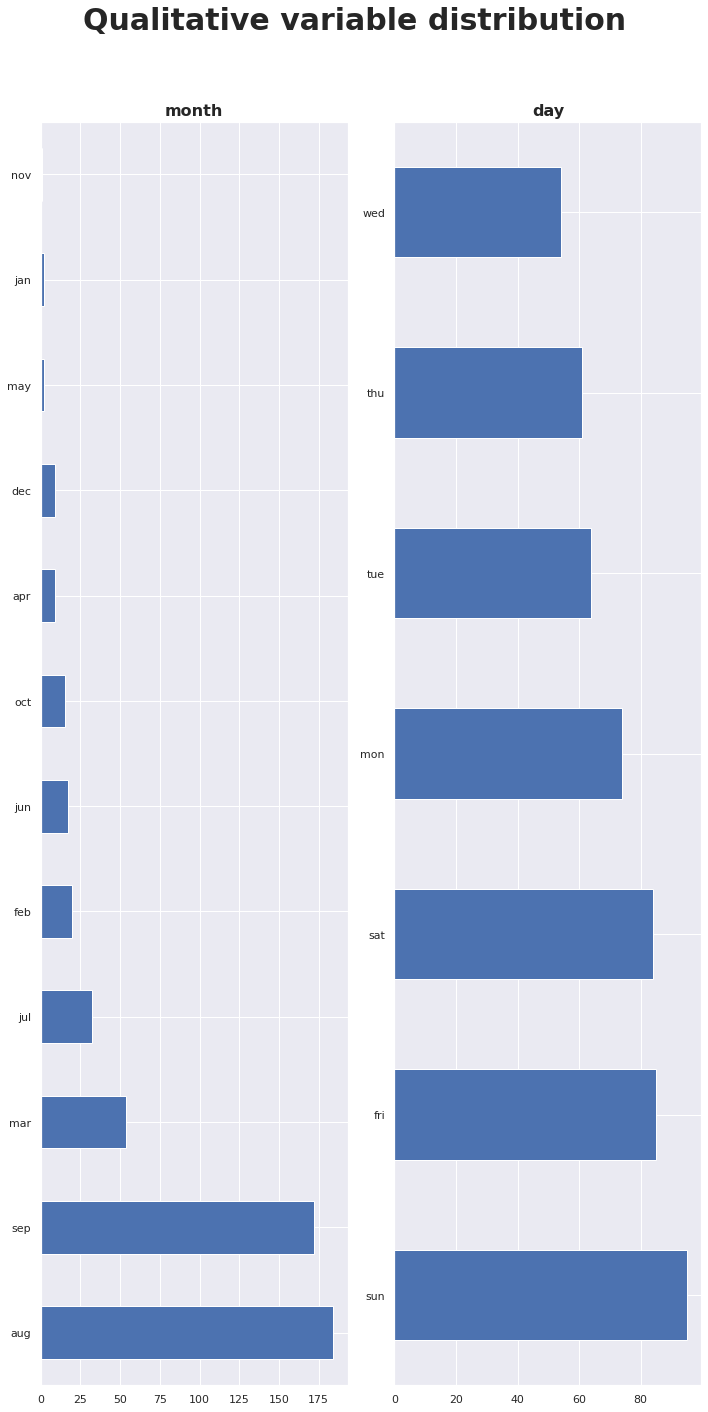 Qualitative variable distribution
month
nov
jan
may
dec
apr
oct
jun
feb
jul
mar
sep
aug
0 25 50 75 100 125 150 175
day
wed
thu
tue
mon
sat
fri
sun
0 20 40 60 80